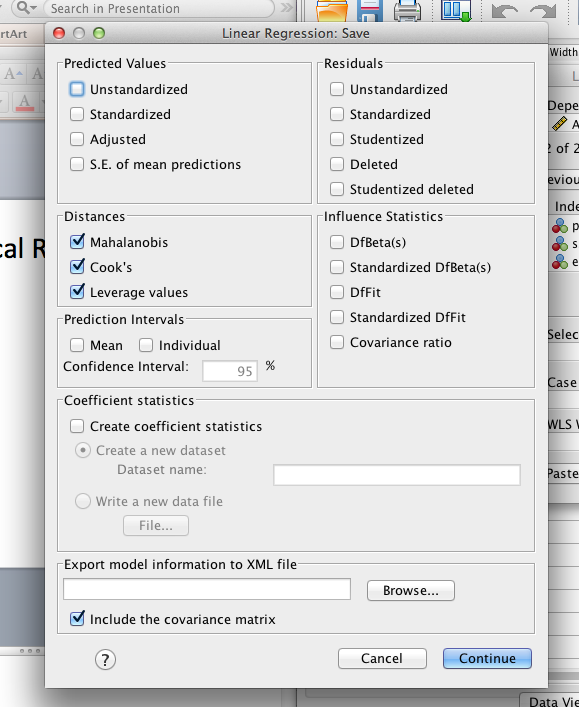 Search in Presentation
rtArt
Linear Regression: Save
Width
Predicted Values
Unstandardized
Standardized
Adjusted
S.E. of mean predictions
Residuals
Unstandardized
Standardized
Studentized
Deleted
Studentized deleted
Depe
A
2 of 2
eviou
Inde
p
s
e
cal R
Distances
Mahalanobis
Cook's
Leverage values
Influence Statistics
DfBeta(s)
Standardized DfBeta(s)
DfFit
Standardized DfFit
Covariance ratio
Prediction Intervals
Mean Individual
Confidence Interval: 95 %
Selec
Case
WLS W
Paste
Coefficient statistics
Create coefficient statistics
Create a new dataset
Dataset name:
Write a new data file
File...
Export model information to XML file
Browse...
Include the covariance matrix
? Cancel Continue
Data Vie